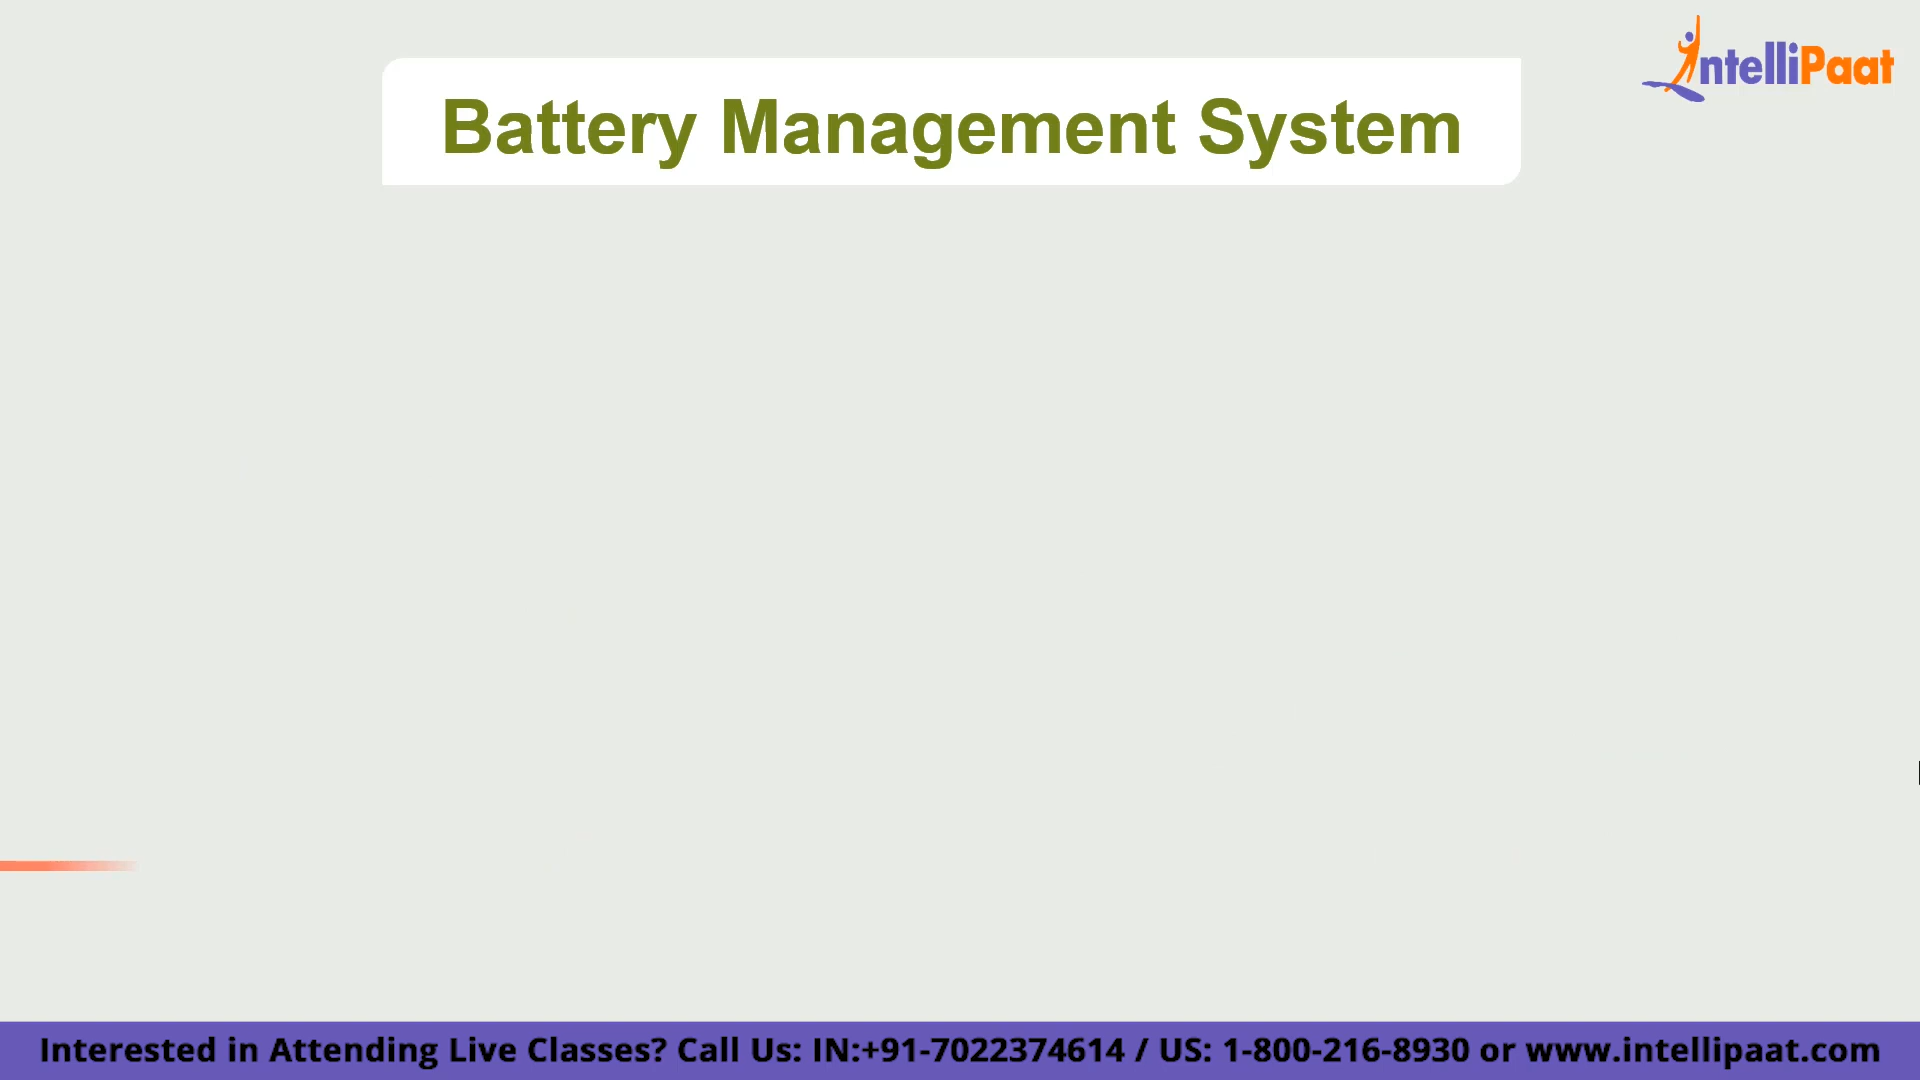 IntelliPaat
Battery Management System
Interested in Attending Live Classes? Call Us: IN:+91-7022374614 / US: 1-800-216-8930 or www.intellipaat.com